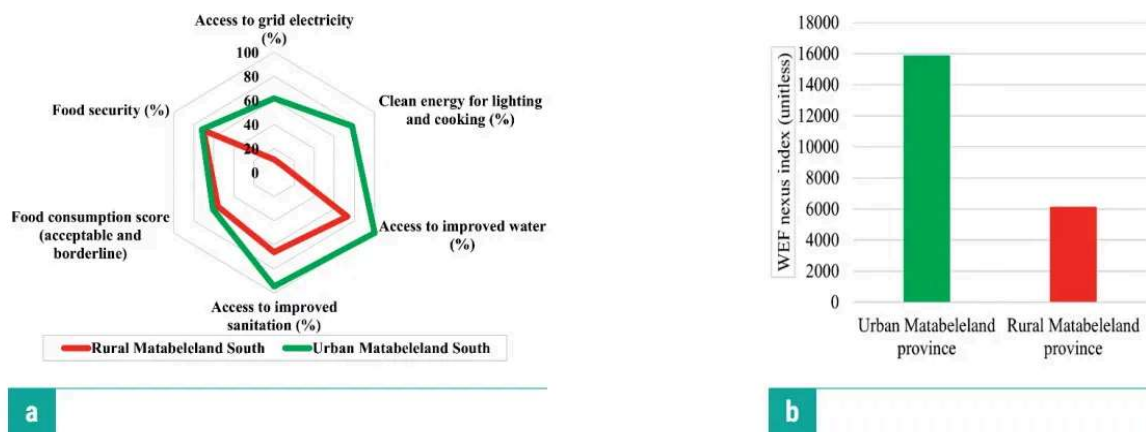 Access to grid electricity
(%)
100
80
60
40
20
0
Clean energy for lighting
and cooking (%)
Access to improved water
(%)
Access to improved
sanitation (%)
Food consumption score
(acceptable and
borderline)
Food security (%)
Rural Matabeleland South
Urban Matabeleland South
a
WEF nexus index (unitless)
18000
16000
14000
12000
10000
8000
6000
4000
2000
0
Urban Matabeleland
province
Rural Matabeleland
province
b